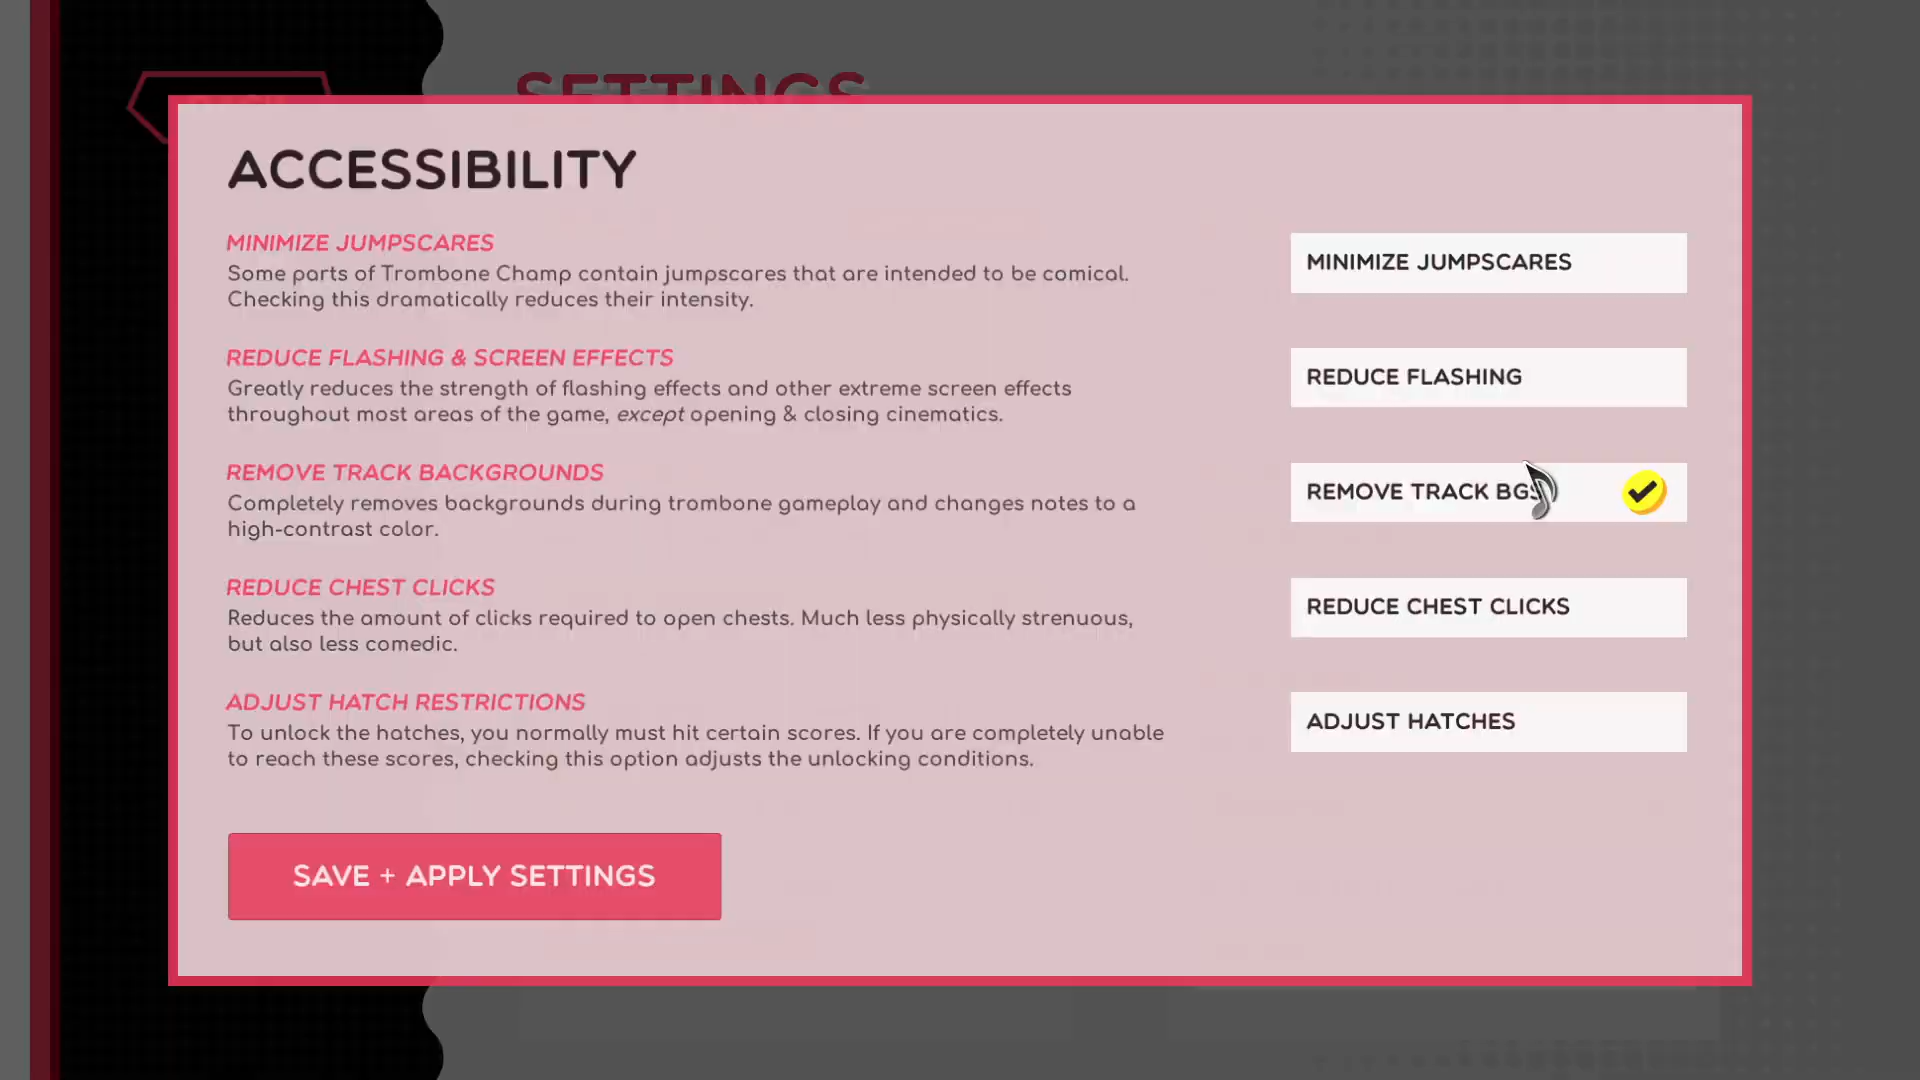 SETTINGS
ACCESSIBILITY
MINIMIZE JUMPSCARES
Some parts of Trombone Champ contain jumpscares that are intended to be comical.
Checking this dramatically reduces their intensity.
MINIMIZE JUMPSCARES
REDUCE FLASHING & SCREEN EFFECTS
Greatly reduces the strength of flashing effects and other extreme screen effects
throughout most areas of the game, except opening & closing cinematics.
REDUCE FLASHING
REMOVE TRACK BACKGROUNDS
Completely removes backgrounds during trombone gameplay and changes notes to a
high-contrast color.
REMOVE TRACK BGS
REDUCE CHEST CLICKS
Reduces the amount of clicks required to open chests. Much less physically strenuous,
but also less comedic.
REDUCE CHEST CLICKS
ADJUST HATCH RESTRICTIONS
To unlock the hatches, you normally must hit certain scores. If you are completely unable
to reach these scores, checking this option adjusts the unlocking conditions.
ADJUST HATCHES
SAVE + APPLY SETTINGS